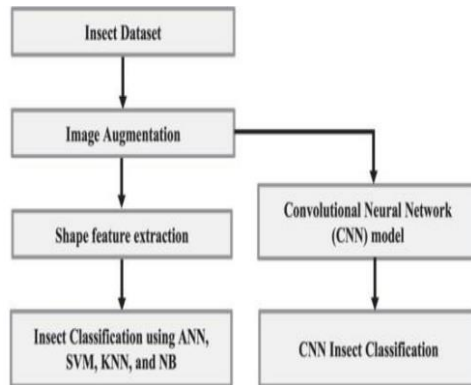 Insect Dataset
Image Augmentation
Shape feature extraction
Insect Classification using ANN,
SVM, KNN, and NB
Convolutional Neural Network
(CNN) model
CNN Insect Classification